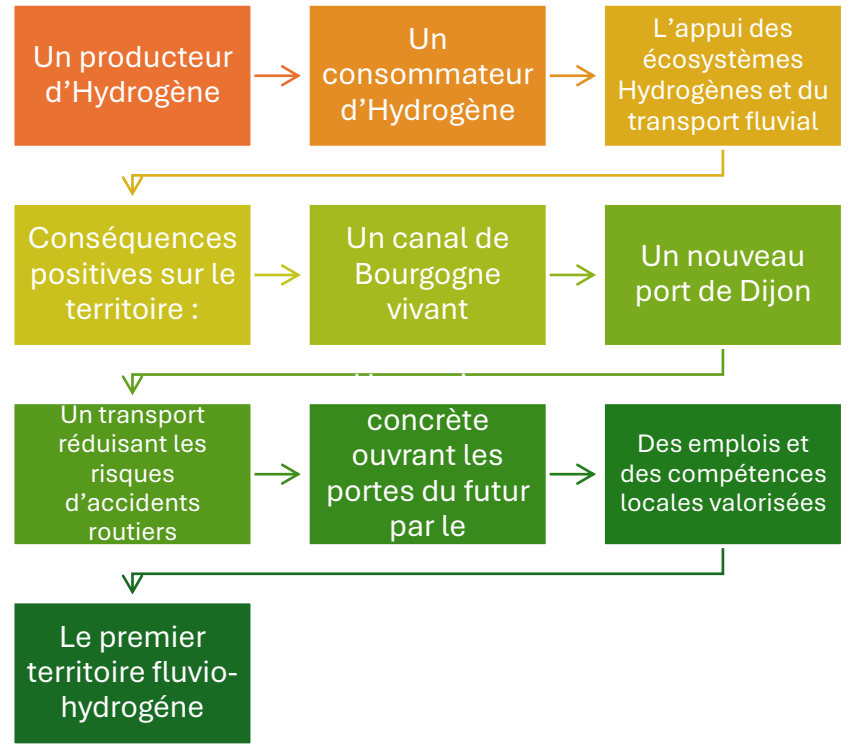 Un producteur
d’Hydrogène
Un
consommateur
d’Hydrogène
L’appui des
écosystèmes
Hydrogènes et du
transport fluvial
Conséquences
positives sur le
territoire :
Un canal de
Bourgogne
vivant
Un nouveau
port de Dijon
Un transport
réduisant les
risques
d’accidents
routiers
concrète
ouvrant les
portes du futur
par le
Des emplois et
des compétences
locales valorisées
Le premier
territoire fluvio-
hydrogéne